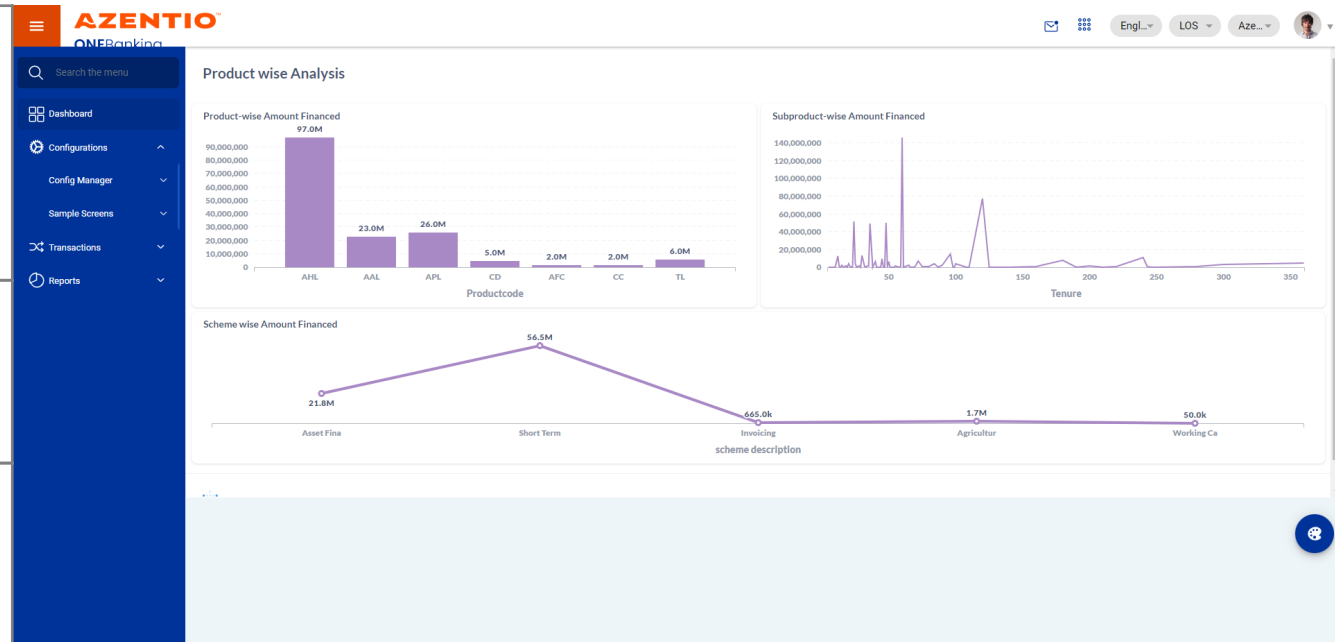 AZENTIO
ONEBanking
Engl...
LOS
Aze...
Search the menu
Dashboard
Configurations
Config Manager
Sample Screens
Transactions
Reports
Product wise Analysis
Product-wise Amount Financed
97.0M
90,000,000
80,000,000
70,000,000
60,000,000
50,000,000
40,000,000
30,000,000
20,000,000
10,000,000
0
23.0M
26.0M
5.0M
2.0M
2.0M
6.0M
AHL AAL APL CD AFC CC TL
Productcode
Subproduct-wise Amount Financed
140,000,000
120,000,000
100,000,000
80,000,000
60,000,000
40,000,000
20,000,000
0
50 100 150 200 250 300 350
Tenure
Scheme wise Amount Financed
56.5M
21.8M
665.0k
1.7M
50.0k
Asset Fina Short Term Invoicing Agricultur Working Ca
scheme description